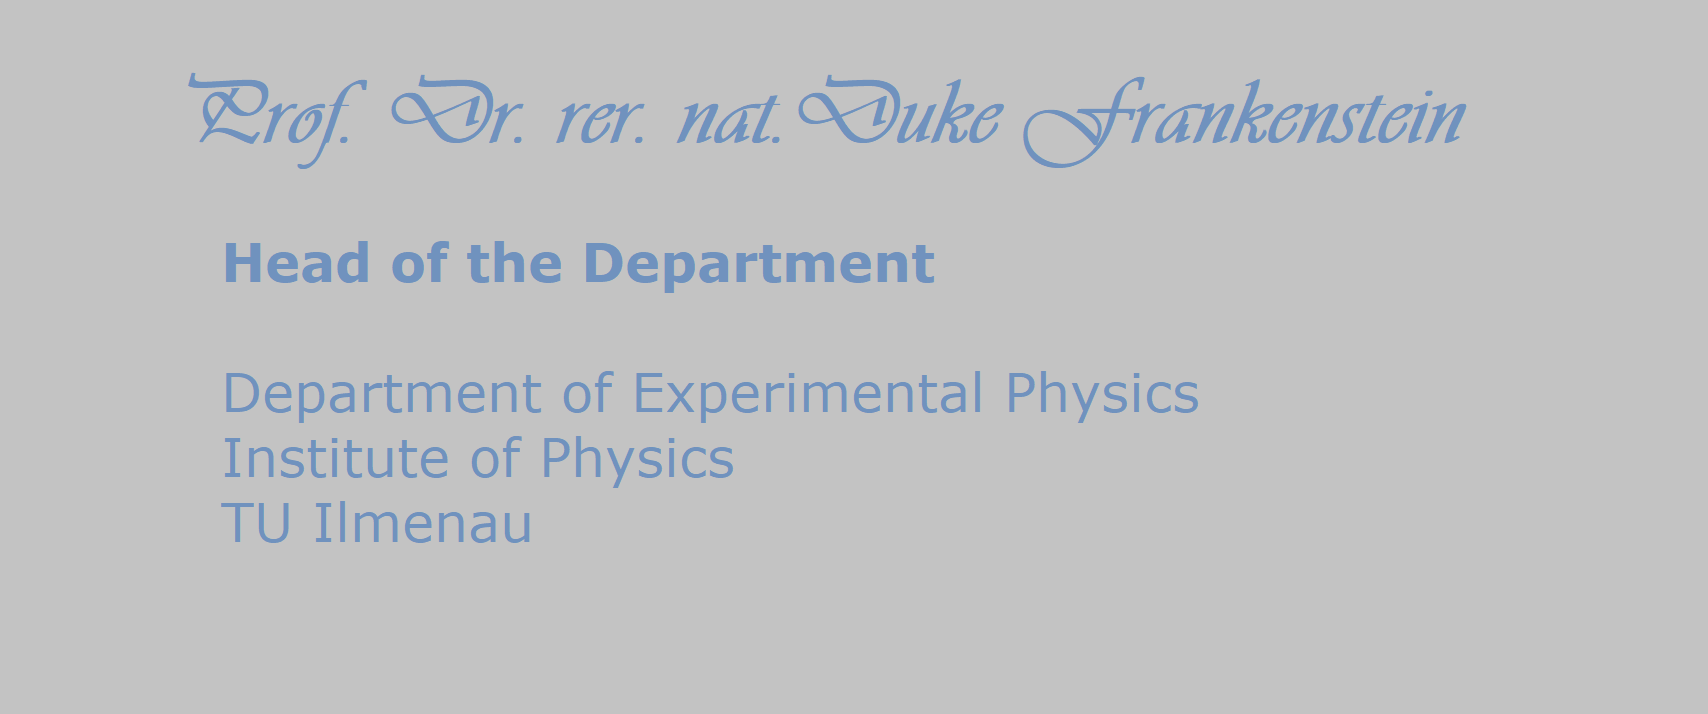 Prof. Dr. rer. nat. Duke Frankenstein
Head of the Department
Department of Experimental Physics
Institute of Physics
TU Ilmenau